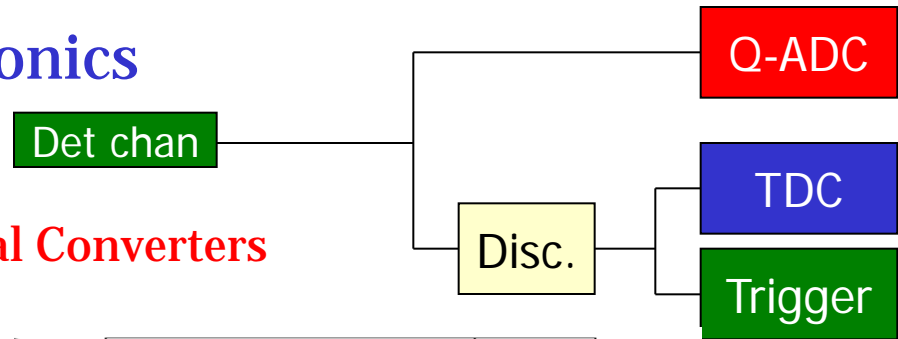 onics
Q-ADC
Det chan
TDC
al Converters
Disc.
Trigger